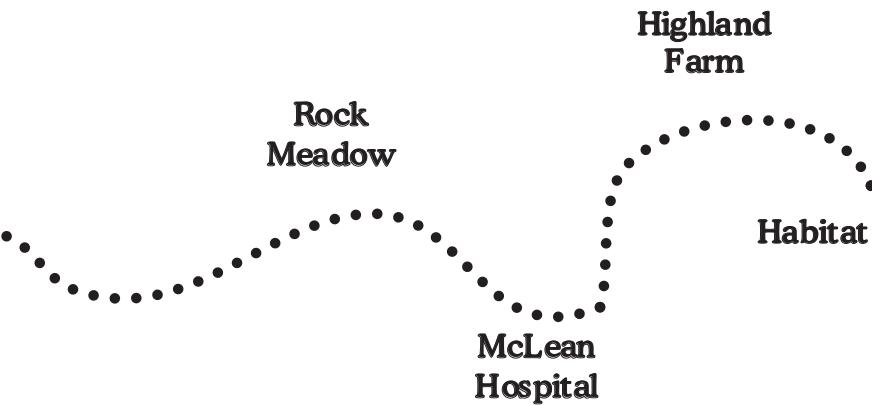 Highland
Farm
Rock
Meadow
Habitat
McLean
Hospital